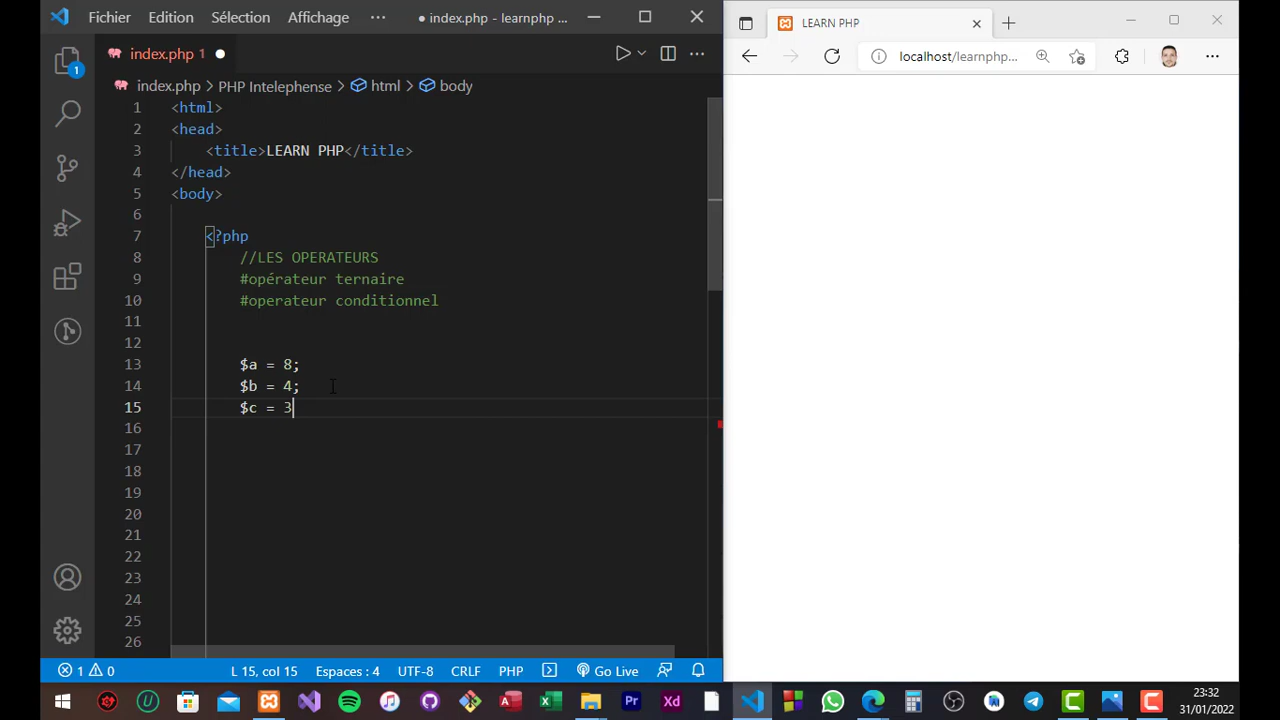 Fichier Edition Sélection Affichage ··· ● index.php - learnphp ...
index.php 1 ●
index.php > PHP Intelephense > html > body
1 <html>
2 <head>
3 <title>LEARN PHP</title>
4 </head>
5 <body>
6
7 <?php
8 //LES OPERATEURS
9 #opérateur ternaire
10 #operateur conditionnel
11
12
13 $a = 8;
14 $b = 4;
15 $c = 3
16
17
18
19
20
21
22
23
24
25
26
1
0 1 △ 0 L 15, col 15 Espaces : 4 UTF-8 CRLF PHP Go Live
LEARN PHP
localhost/learnphp...
U Pr Xd
23:32
31/01/2022